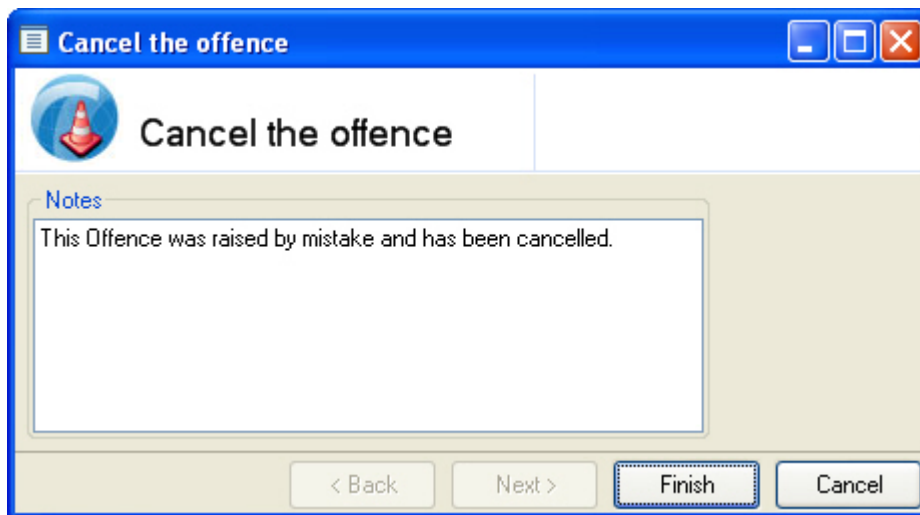 Cancel the offence
Cancel the offence
Notes
This Offence was raised by mistake and has been cancelled.
< Back Next > Finish Cancel